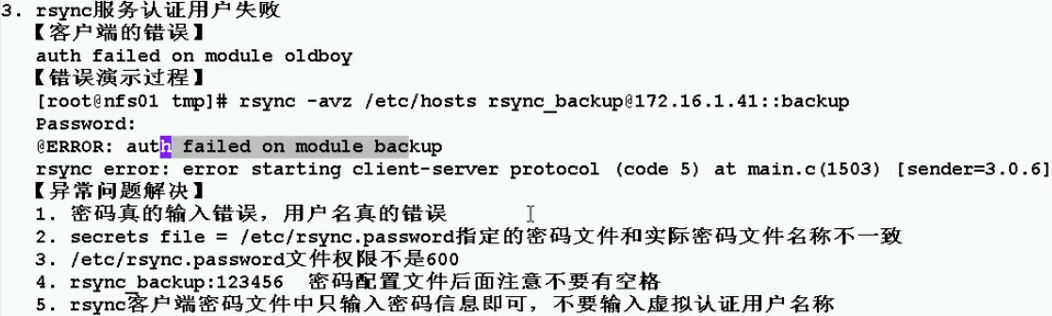 3. rsync服务认证用户失败
【客户端的错误】
auth failed on module oldboy
【错误演示过程】
[root@nfs01 tmp]# rsync -avz /etc/hosts rsync_backup@172.16.1.41::backup
Password:
@ERROR: auth failed on module backup
rsync error: error starting client-server protocol (code 5) at main.c(1503) [sender=3.0.6]
【异常问题解决】
1. 密码真的输入错误，用户名真的错误
2. secrets file = /etc/rsync.password指定的密码文件和实际密码文件名称不一致
3. /etc/rsync.password文件权限不是600
4. rsync_backup:123456  密码配置文件后面注意不要有空格
5. rsync客户端密码文件中只输入密码信息即可，不要输入虚拟认证用户名称